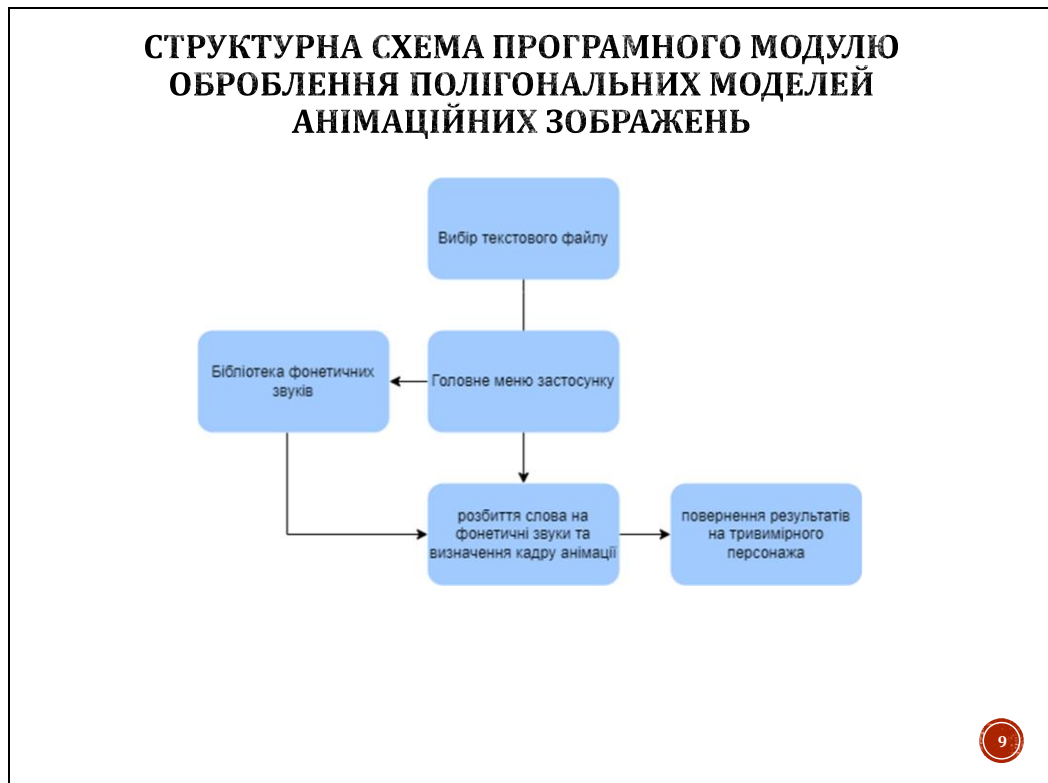 СТРУКТУРНА СХЕМА ПРОГРАМНОГО МОДУЛЮ
ОБРОБЛЕННЯ ПОЛІГОНАЛЬНИХ МОДЕЛЕЙ
АНІМАЦІЙНИХ ЗОБРАЖЕНЬ
Вибір текстового файлу
Бібліотека фонетичних
звуків
Головне меню застосунку
розбиття слова на
фонетичні звуки та
визначення кадру анімації
повернення результатів
на тривимірного
персонажа
9